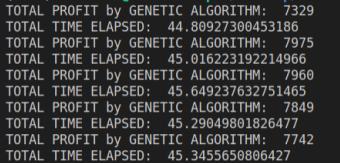 TOTAL PROFIT by GENETIC ALGORITHM:  7329
TOTAL TIME ELAPSED:  44.80927300453186
TOTAL PROFIT by GENETIC ALGORITHM:  7975
TOTAL TIME ELAPSED:  45.016223192214966
TOTAL PROFIT by GENETIC ALGORITHM:  7960
TOTAL TIME ELAPSED:  45.649237632751465
TOTAL PROFIT by GENETIC ALGORITHM:  7849
TOTAL TIME ELAPSED:  45.29049801826477
TOTAL PROFIT by GENETIC ALGORITHM:  7742
TOTAL TIME ELAPSED:  45.3455650806427